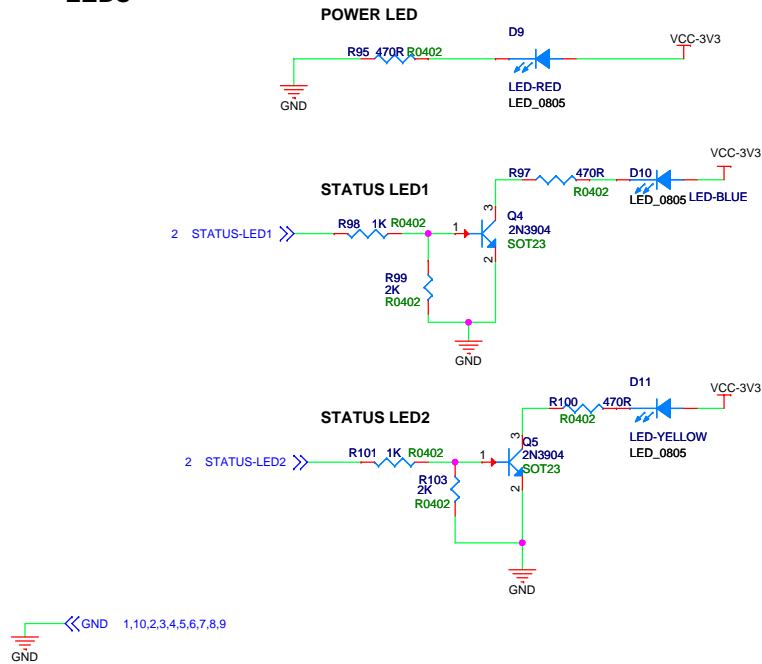 POWER LED
D9
VCC-3V3
R95 470R R0402
LED-RED
LED_0805
GND
VCC-3V3
R97 470R D10
R0402 LED_0805 LED-BLUE
STATUS LED1
3
Q4
2N3904
SOT23
R98 1K R0402
1
2 STATUS-LED1
2
R99
2K
R0402
GND
D11
VCC-3V3
R100 470R
R0402
STATUS LED2
LED-YELLOW
LED_0805
3
Q5
2N3904
SOT23
R101 1K R0402
1
2 STATUS-LED2
2
R103
2K
R0402
GND
GND 1,10,2,3,4,5,6,7,8,9
GND